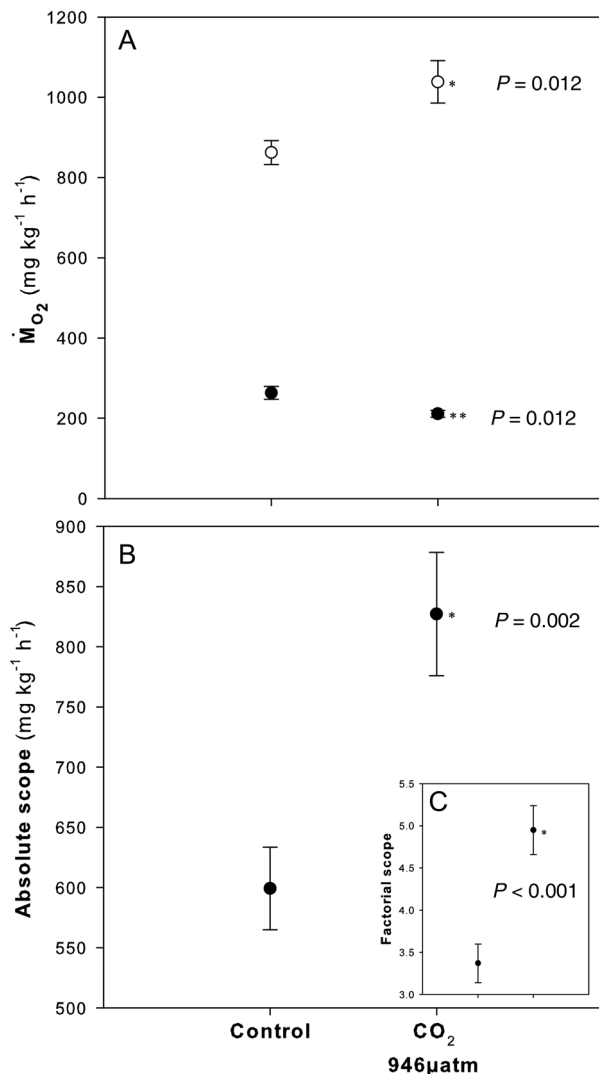 A
1200
1000
800
600
400
200
0
ṀO₂ (mg kg⁻¹ h⁻¹)
*
P = 0.012
**
P = 0.012
B
900
850
800
750
700
650
600
550
500
Absolute scope (mg kg⁻¹ h⁻¹)
*
P = 0.002
C
5.5
5.0
4.5
4.0
3.5
3.0
Factorial scope
*
P < 0.001
Control
CO₂
946µatm